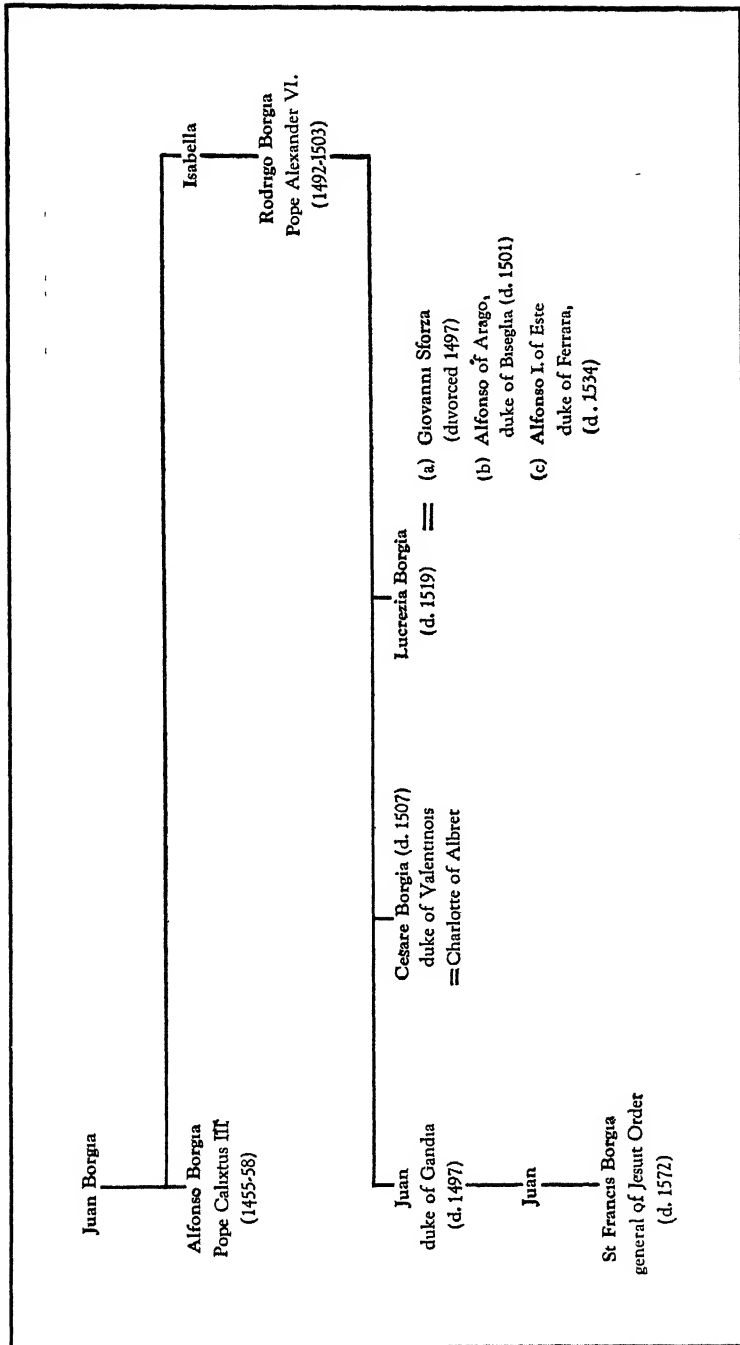 Juan Borgia
Alfonso Borgia
Pope Calixtus III
(1455-58)
Isabella
Rodrigo Borgia
Pope Alexander VI.
(1492-1503)
Juan
duke of Gandia
(d. 1497)
Juan
St Francis Borgia
general of Jesuit Order
(d. 1572)
Cesare Borgia (d. 1507)
duke of Valentinois
=Charlotte of Albret
Lucrezia Borgia
(d. 1519)
=
(a) Giovanni Sforza
(divorced 1497)
(b) Alfonso of Arago,
duke of Biseglia (d. 1501)
(c) Alfonso I. of Este
duke of Ferrara,
(d. 1534)